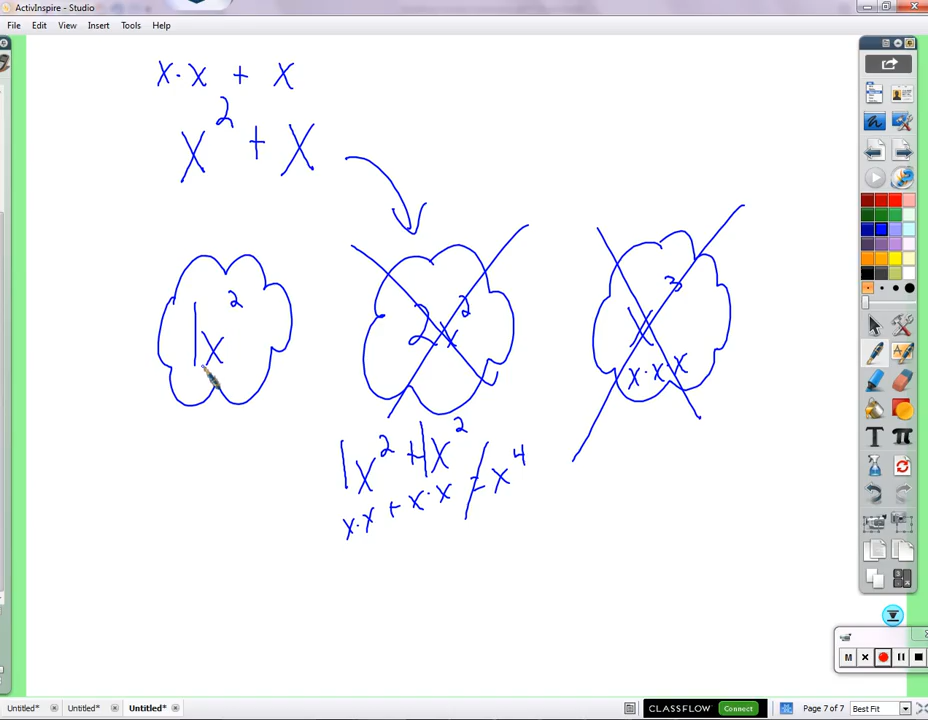 ActivInspire - Studio
File Edit View Insert Tools Help
x·x + x
x² + x
1x²
2x²
x³
x·x·x
1x² + 1x² ≠ x⁴
x·x + x·x
T π
M
Untitled* Untitled* Untitled*
CLASSFLOW Connect
Page 7 of 7 Best Fit